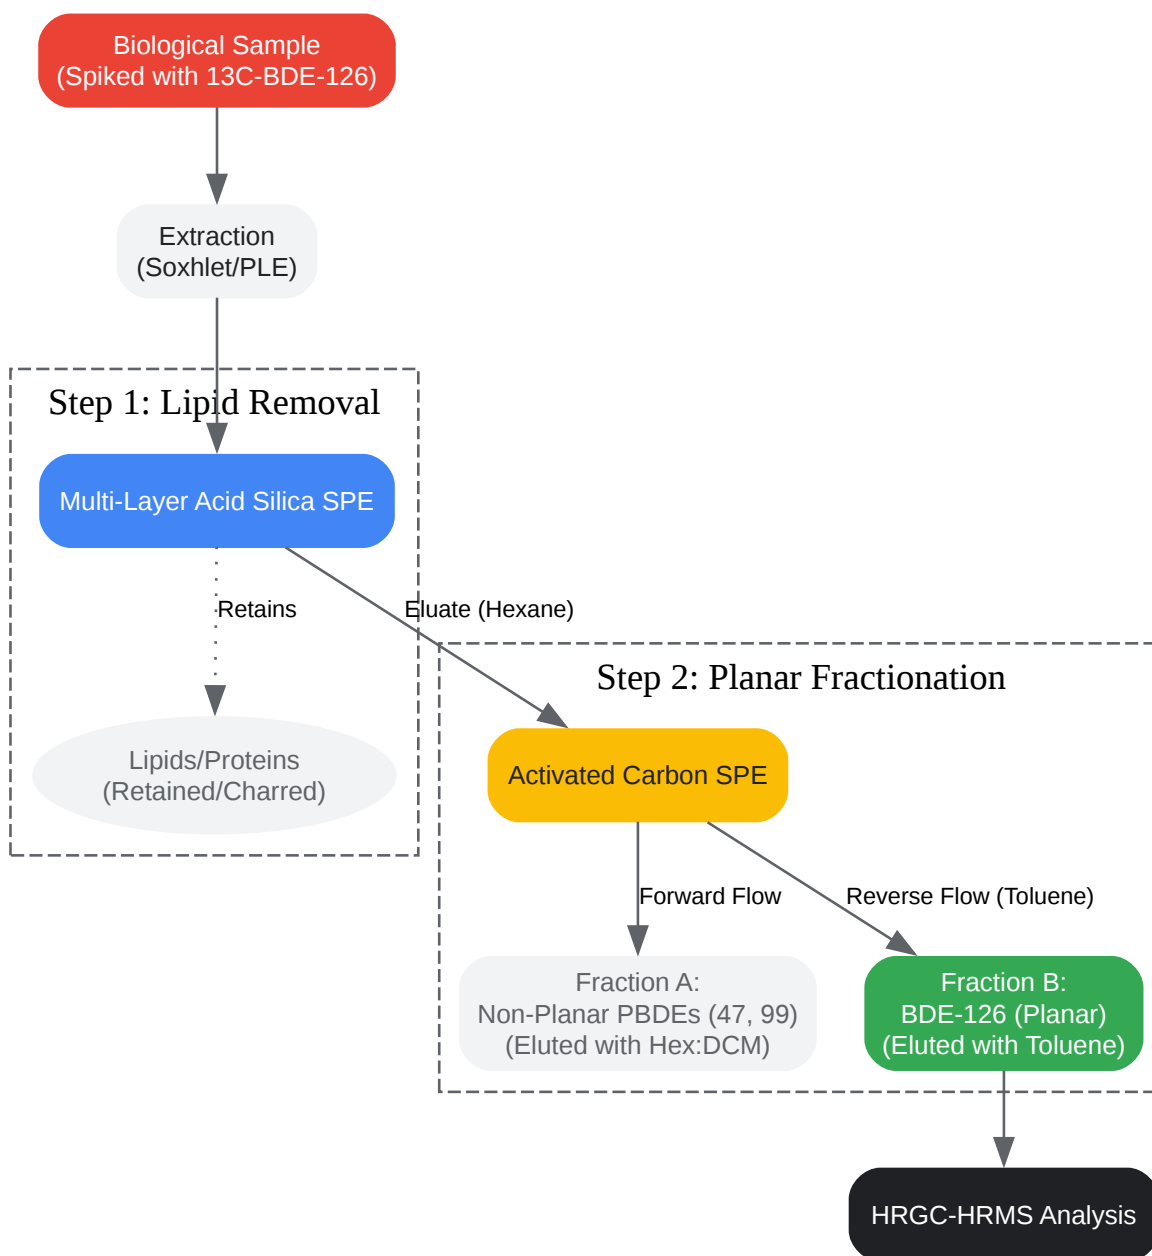 Biological Sample
(Spiked with 13C-BDE-126)
Extraction
(Soxhlet/PLE)
Step 1: Lipid Removal
Multi-Layer Acid Silica SPE
Retains
Eluate (Hexane)
Lipids/Proteins
(Retained/Charred)
Step 2: Planar Fractionation
Activated Carbon SPE
Forward Flow
Reverse Flow (Toluene)
Fraction A:
Non-Planar PBDEs (47, 99)
(Eluted with Hex:DCM)
Fraction B:
BDE-126 (Planar)
(Eluted with Toluene)
HRGC-HRMS Analysis